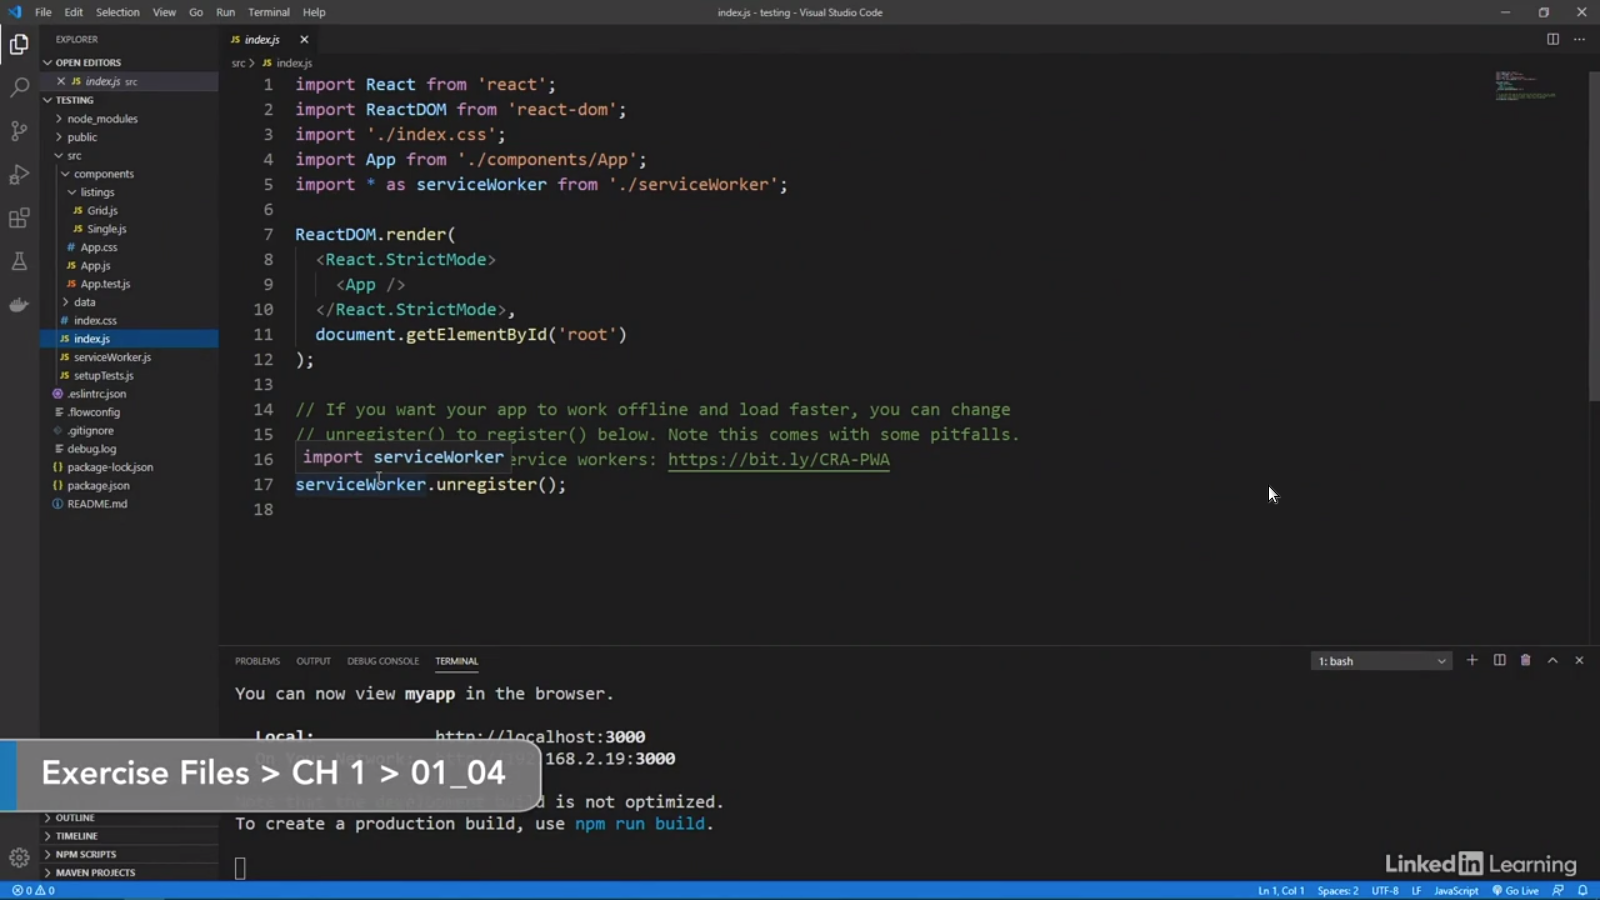 File Edit Selection View Go Run Terminal Help
index.js - testing - Visual Studio Code
EXPLORER
OPEN EDITORS
index.js src
TESTING
node_modules
public
src
components
listings
JS Grid.js
JS Single.js
# App.css
JS App.js
JS App.test.js
data
# index.css
JS index.js
JS serviceWorker.js
JS setupTests.js
.eslintrc.json
.flowconfig
.gitignore
debug.log
{} package-lock.json
{} package.json
README.md
OUTLINE
TIMELINE
NPM SCRIPTS
MAVEN PROJECTS
JS index.js
src > JS index.js
1 import React from 'react';
2 import ReactDOM from 'react-dom';
3 import './index.css';
4 import App from './components/App';
5 import * as serviceWorker from './serviceWorker';
6
7 ReactDOM.render(
8 <React.StrictMode>
9 <App />
10 </React.StrictMode>,
11 document.getElementById('root')
12 );
13
14 // If you want your app to work offline and load faster, you can change
15 // unregister() to register() below. Note this comes with some pitfalls.
import serviceWorker
16 service workers: https://bit.ly/CRA-PWA
17 serviceWorker.unregister();
18
PROBLEMS OUTPUT DEBUG CONSOLE TERMINAL
1: bash
You can now view myapp in the browser.
Local: http://localhost:3000
On Your Network: 168.2.19:3000
Note that the development build is not optimized.
To create a production build, use npm run build.
Exercise Files > CH 1 > 01_04
LinkedIn Learning
0 0
Ln 1, Col 1 Spaces: 2 UTF-8 LF JavaScript Go Live